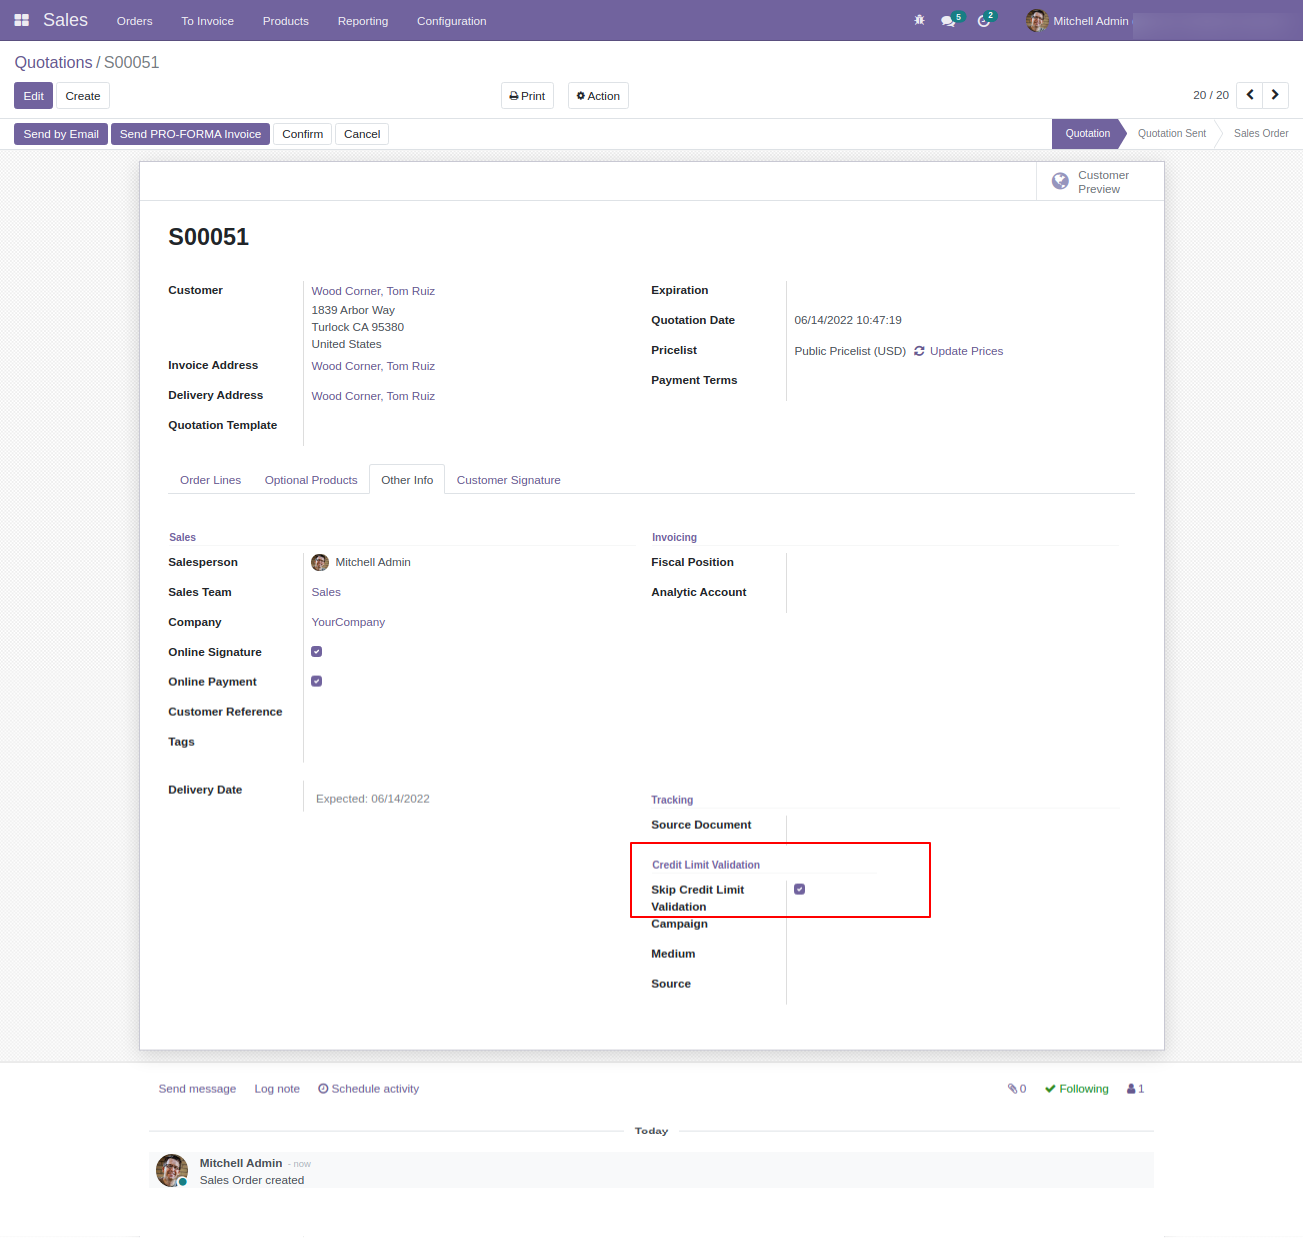 Sales Orders To Invoice Products Reporting Configuration 5 2 Mitchell Admin
Quotations / S00051
Edit Create Print Action 20 / 20
Send by Email Send PRO-FORMA Invoice Confirm Cancel Quotation Quotation Sent Sales Order
Customer
Preview
S00051
Customer Wood Corner, Tom Ruiz
1839 Arbor Way
Turlock CA 95380
United States
Invoice Address Wood Corner, Tom Ruiz
Delivery Address Wood Corner, Tom Ruiz
Quotation Template
Expiration
Quotation Date 06/14/2022 10:47:19
Pricelist Public Pricelist (USD) Update Prices
Payment Terms
Order Lines Optional Products Other Info Customer Signature
Sales
Salesperson Mitchell Admin
Sales Team Sales
Company YourCompany
Online Signature
Online Payment
Customer Reference
Tags
Invoicing
Fiscal Position
Analytic Account
Delivery Date Expected: 06/14/2022
Tracking
Source Document
Credit Limit Validation
Skip Credit Limit
Validation
Campaign
Medium
Source
Send message Log note Schedule activity 0 Following 1
Today
Mitchell Admin - now
Sales Order created